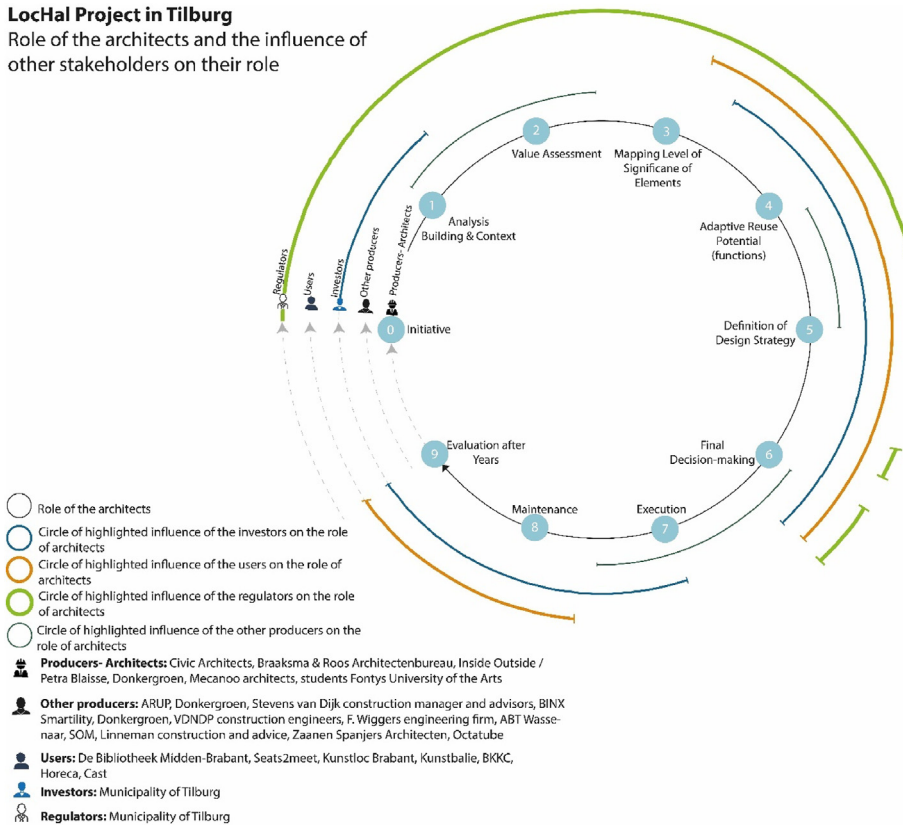 LocHal Project in Tilburg
Role of the architects and the influence of
other stakeholders on their role
2
Value Assessment
3
Mapping Level of
Significane of
Elements
1
Analysis
Building & Context
4
Adaptive Reuse
Potential
(functions)
Regulators
Users
Investors
Other producers
Producers- Architects
0
Initiative
5
Definition of
Design Strategy
9
Evaluation after
Years
6
Final
Decision-making
8
Maintenance
7
Execution
Role of the architects
Circle of highlighted influence of the investors on the role
of architects
Circle of highlighted influence of the users on the role of
architects
Circle of highlighted influence of the regulators on the role
of architects
Circle of highlighted influence of the other producers on the
role of architects
Producers- Architects: Civic Architects, Braaksma & Roos Architectenbureau, Inside Outside /
Petra Blaisse, Donkergroen, Mecanoo architects, students Fontys University of the Arts
Other producers: ARUP, Donkergroen, Stevens van Dijk construction manager and advisors, BINX
Smartility, Donkergroen, VDNDP construction engineers, F. Wiggers engineering firm, ABT Wasse-
naar, SOM, Linneman construction and advice, Zaanen Spanjers Architecten, Octatube
Users: De Bibliotheek Midden-Brabant, Seats2meet, Kunstloc Brabant, Kunstbalie, BKKC,
Horeca, Cast
Investors: Municipality of Tilburg
Regulators: Municipality of Tilburg